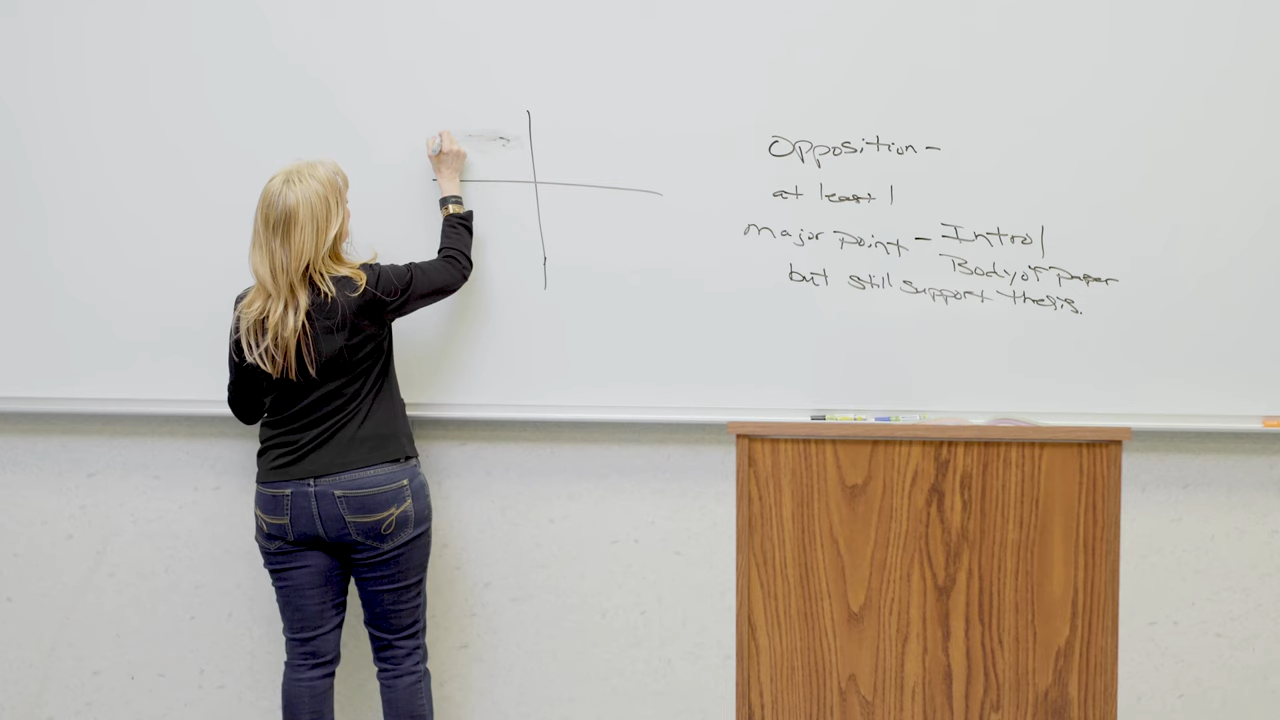 Opposition -
at least 1
major point - Intro/
Body of paper
but still support thesis.